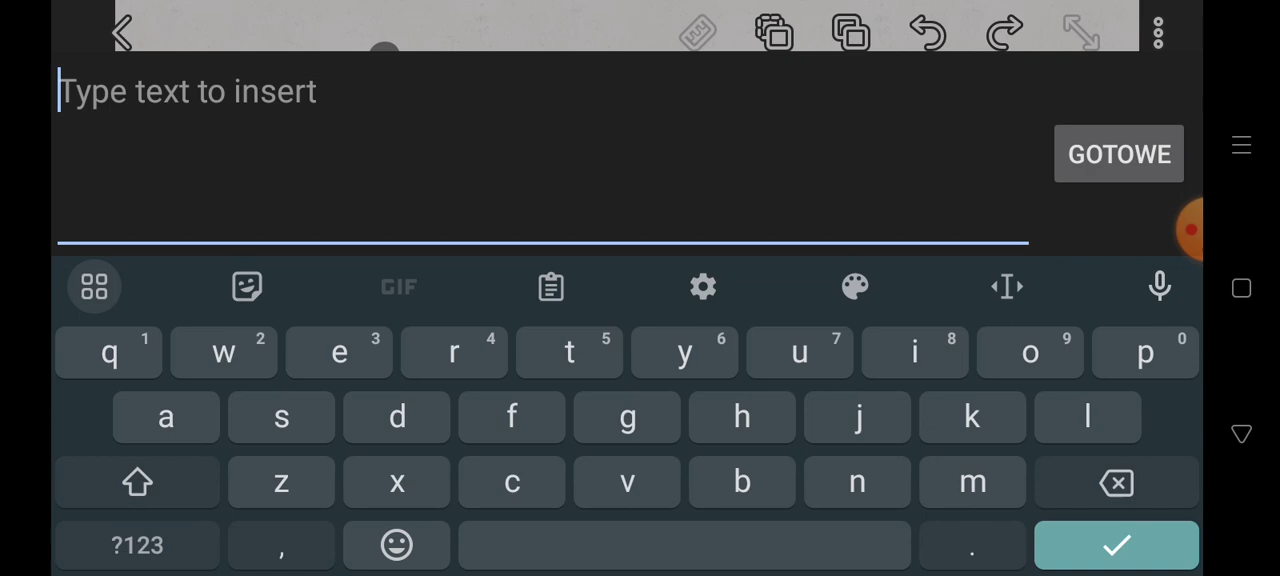 Type text to insert
GOTOWE
GIF
q 1 w 2 e 3 r 4 t 5 y 6 u 7 i 8 o 9 p 0
a s d f g h j k l
z x c v b n m
?123 , .